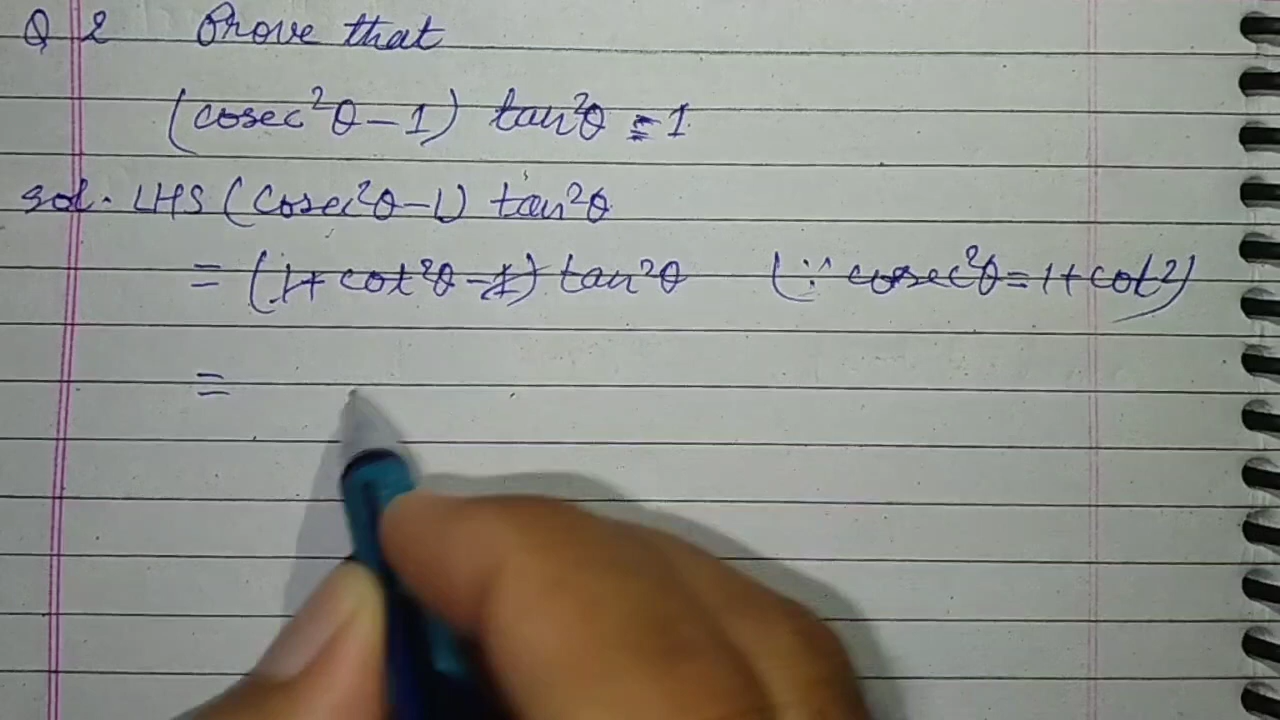 Q 2 Prove that
(cosec²θ-1) tan²θ = 1
Sol. LHS (Cosec²θ-1) tan²θ
= (1+ cot²θ-1) tan²θ (∵ cosec²θ=1+cot²)
=